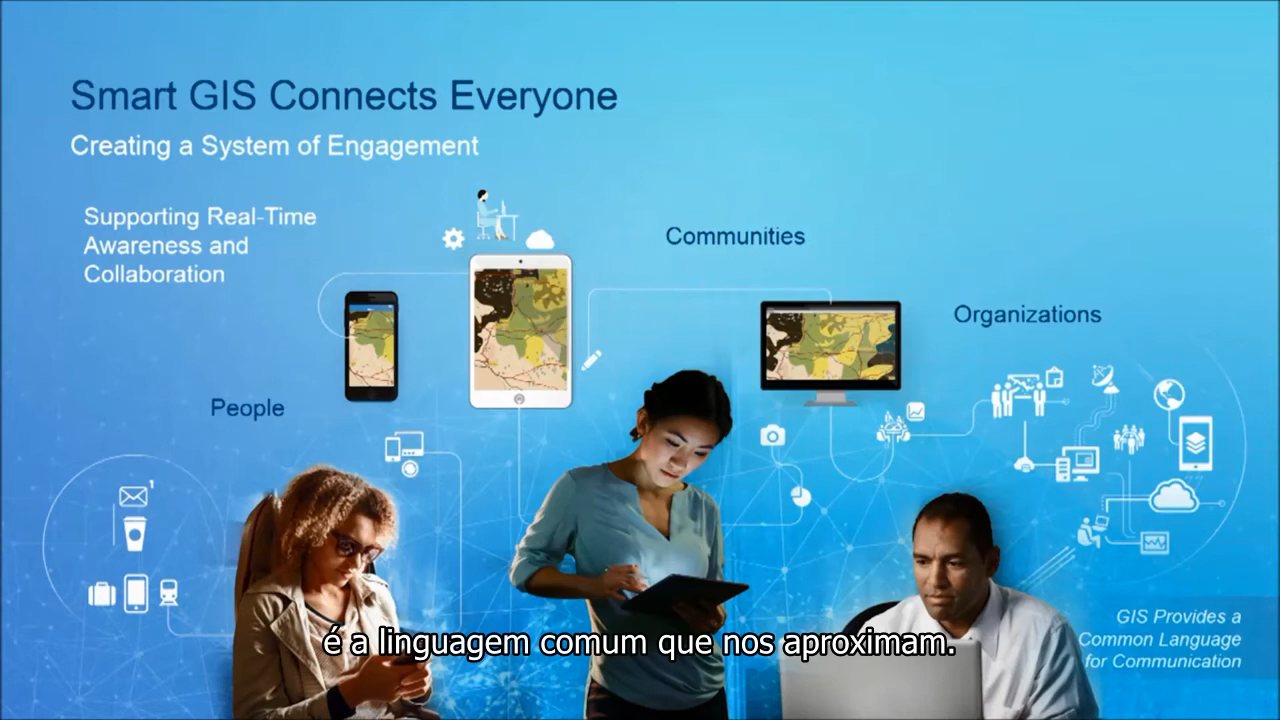 Smart GIS Connects Everyone
Creating a System of Engagement
Supporting Real-Time
Awareness and
Collaboration
Communities
Organizations
People
1
GIS Provides a
Common Language
for Communication
é a linguagem comum que nos aproximam.